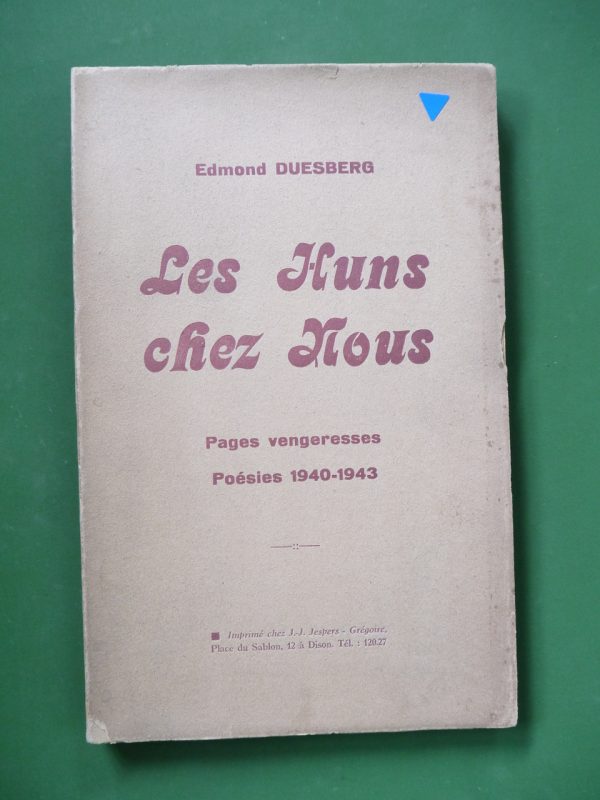 Edmond DUESBERG
Les Huns
chez Nous
Pages vengeresses
Poésies 1940-1943
Imprimé chez J.-J. Jespers - Grégoire,
Place du Sablon, 12 à Dison. Tél. : 120.27